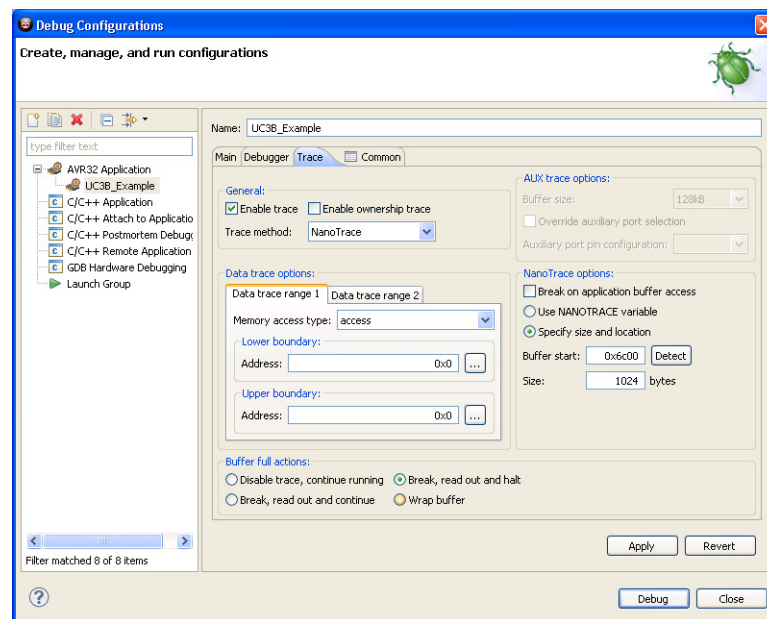 Debug Configurations
Create, manage, and run configurations
type filter text
AVR32 Application
UC3B_Example
C/C++ Application
C/C++ Attach to Applicatio
C/C++ Postmortem Debug
C/C++ Remote Application
GDB Hardware Debugging
Launch Group
Filter matched 8 of 8 items
Name: UC3B_Example
Main Debugger Trace Common
General:
Enable trace Enable ownership trace
Trace method: NanoTrace
AUX trace options:
Buffer size: 128kB
Override auxiliary port selection
Auxiliary port pin configuration:
Data trace options:
Data trace range 1 Data trace range 2
Memory access type: access
Lower boundary:
Address: 0x0 ...
Upper boundary:
Address: 0x0 ...
NanoTrace options:
Break on application buffer access
Use NANOTRACE variable
Specify size and location
Buffer start: 0x6c00 Detect
Size: 1024 bytes
Buffer full actions:
Disable trace, continue running Break, read out and halt
Break, read out and continue Wrap buffer
Apply Revert
? Debug Close